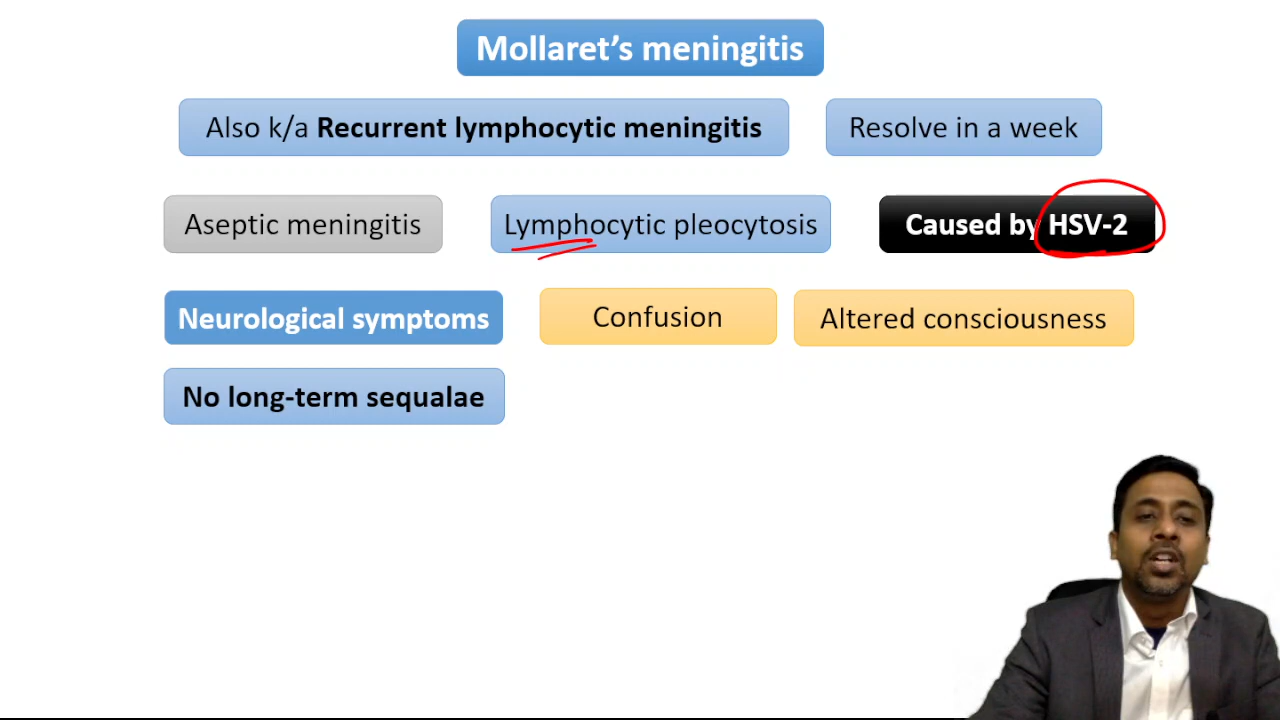 Mollaret’s meningitis
Also k/a Recurrent lymphocytic meningitis
Resolve in a week
Aseptic meningitis
Lymphocytic pleocytosis
Caused by HSV-2
Neurological symptoms
Confusion
Altered consciousness
No long-term sequalae